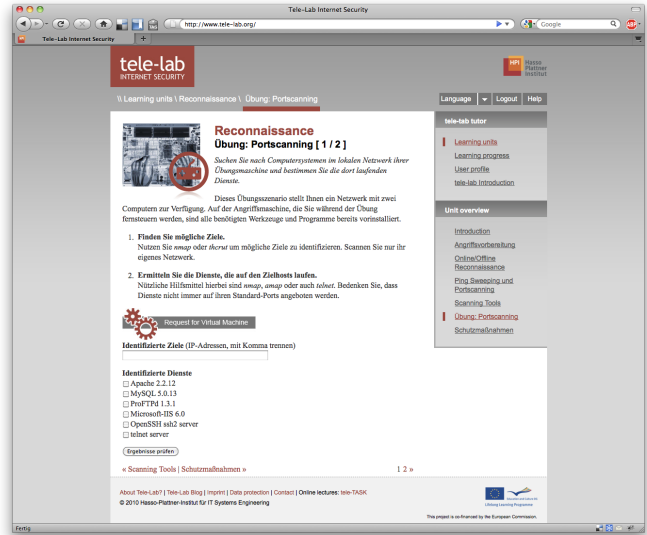 Tele-Lab Internet Security
http://www.tele-lab.org/
Google
ABP
Tele-Lab Internet Security
+
tele-lab
INTERNET SECURITY
HPI Hasso
Plattner
Institut
\\ Learning units \ Reconnaissance \ Übung: Portscanning
Language Logout Help
Reconnaissance
Übung: Portscanning [ 1 / 2 ]
Suchen Sie nach Computersystemen im lokalen Netzwerk ihrer
Übungsmaschine und bestimmen Sie die dort laufenden
Dienste.
Dieses Übungsszenario stellt Ihnen ein Netzwerk mit zwei
Computern zur Verfügung. Auf der Angriffsmaschine, die Sie während der Übung
fernsteuern werden, sind alle benötigten Werkzeuge und Programme bereits vorinstalliert.
1. Finden Sie mögliche Ziele.
Nutzen Sie nmap oder thcrut um mögliche Ziele zu identifizieren. Scannen Sie nur ihr
eigenes Netzwerk.
2. Ermitteln Sie die Dienste, die auf den Zielhosts laufen.
Nützliche Hilfsmittel hierbei sind nmap, amap oder auch telnet. Bedenken Sie, dass
Dienste nicht immer auf ihren Standard-Ports angeboten werden.
Request for Virtual Machine
Identifizierte Ziele (IP-Adressen, mit Komma trennen)
Identifizierte Dienste
Apache 2.2.12
MySQL 5.0.13
ProFTPd 1.3.1
Microsoft-IIS 6.0
OpenSSH ssh2 server
telnet server
Ergebnisse prüfen
« Scanning Tools | Schutzmaßnahmen »
1 2 »
tele-lab tutor
Learning units
Learning progress
User profile
tele-lab Introduction
Unit overview
Introduction
Angriffsvorbereitung
Online/Offline
Reconnaissance
Ping Sweeping und
Portscanning
Scanning Tools
Übung: Portscanning
Schutzmaßnahmen
About Tele-Lab? | Tele-Lab Blog | Imprint | Data protection | Contact | Online lectures: tele-TASK
© 2010 Hasso-Plattner-Institut für IT Systems Engineering
Lifelong Learning Programme
This project is co-financed by the European Commission.
Fertig